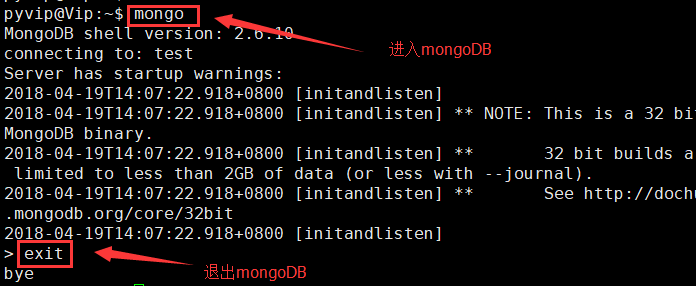 pyvip@Vip:~$ mongo
MongoDB shell version: 2.6.10
进入mongoDB
connecting to: test
Server has startup warnings:
2018-04-19T14:07:22.918+0800 [initandlisten]
2018-04-19T14:07:22.918+0800 [initandlisten] ** NOTE: This is a 32 bi
MongoDB binary.
2018-04-19T14:07:22.918+0800 [initandlisten] **       32 bit builds a
 limited to less than 2GB of data (or less with --journal).
2018-04-19T14:07:22.918+0800 [initandlisten] **       See http://doch
.mongodb.org/core/32bit
2018-04-19T14:07:22.918+0800 [initandlisten]
> exit
bye
退出mongoDB